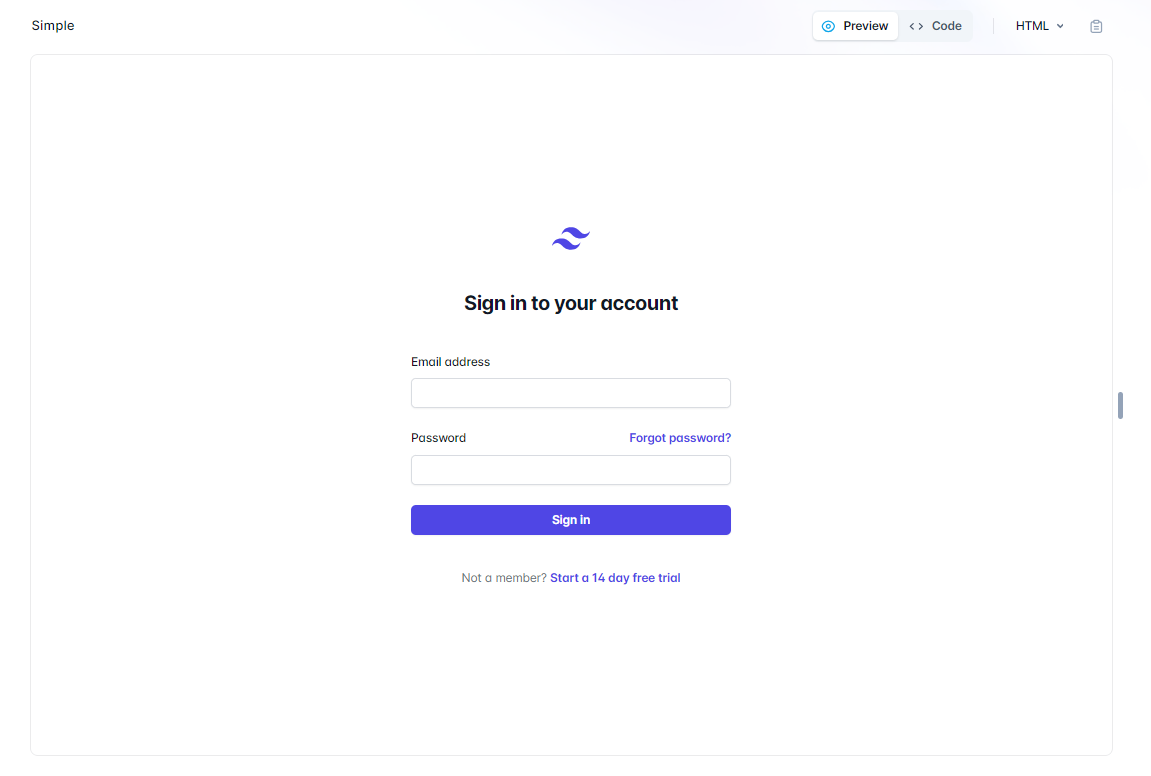 Simple
Preview
Code
HTML
Sign in to your account
Email address
Password
Forgot password?
Sign in
Not a member? Start a 14 day free trial